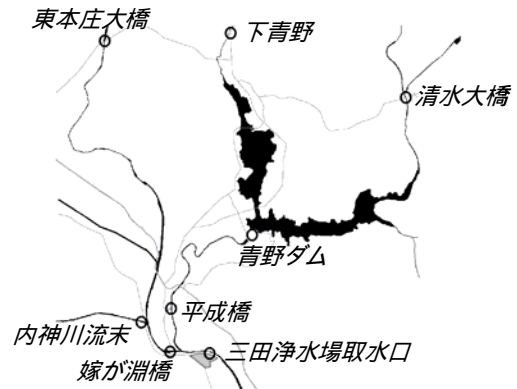 東本庄大橋
下青野
清水大橋
青野ダム
平成橋
内神川流末
嫁が淵橋
三田浄水場取水口